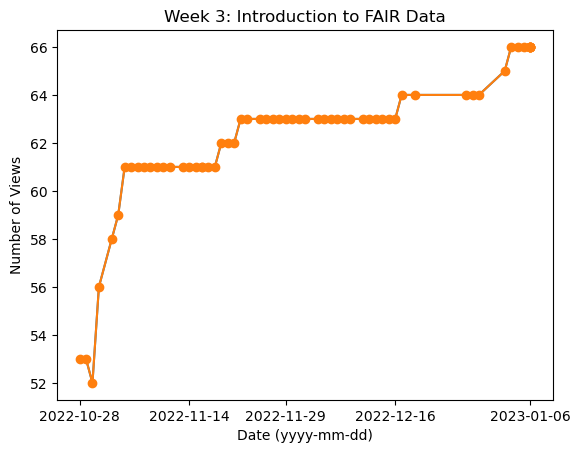 Week 3: Introduction to FAIR Data
Number of Views
66
64
62
60
58
56
54
52
2022-10-28 2022-11-14 2022-11-29 2022-12-16 2023-01-06
Date (yyyy-mm-dd)